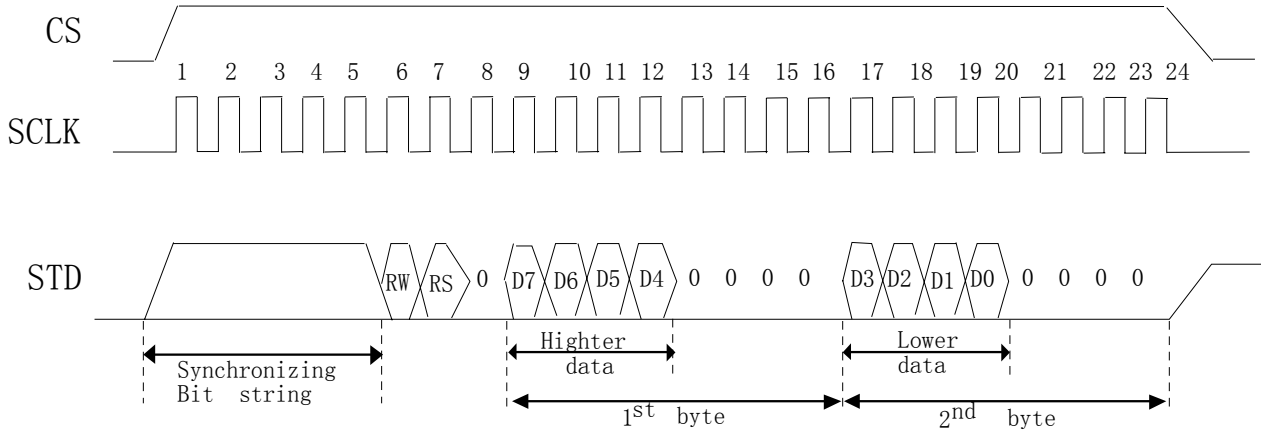 CS
1 2 3 4 5 6 7 8 9 10 11 12 13 14 15 16 17 18 19 20 21 22 23 24
SCLK
STD
RW RS 0 D7 D6 D5 D4 0 0 0 0 D3 D2 D1 D0 0 0 0 0
Synchronizing
Bit string
Highter
data
Lower
data
1st byte
2nd byte